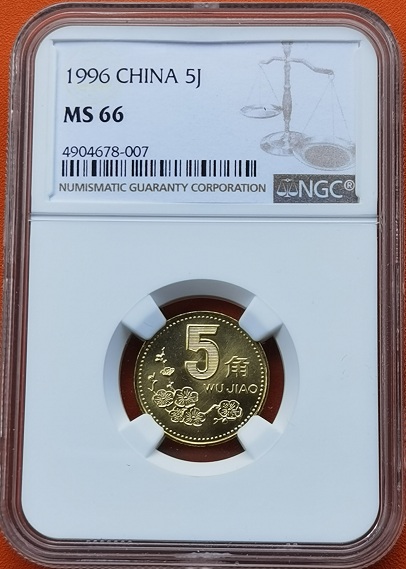 1996 CHINA 5J
MS 66
4904678-007
NUMISMATIC GUARANTY CORPORATION
NGC®
5角
WU JIAO